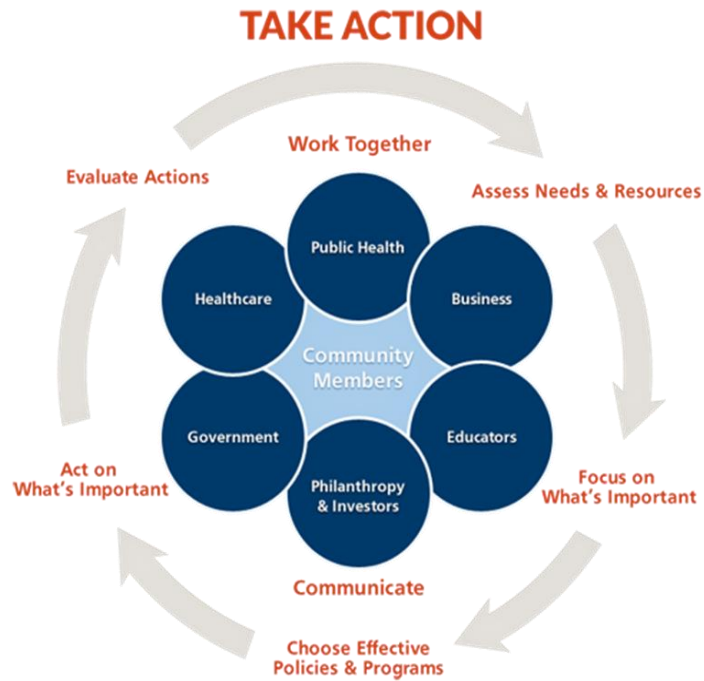 TAKE ACTION
Work Together
Evaluate Actions
Assess Needs & Resources
Public Health
Healthcare
Business
Community
Members
Government
Educators
Philanthropy
& Investors
Act on
What's Important
Focus on
What's Important
Communicate
Choose Effective
Policies & Programs